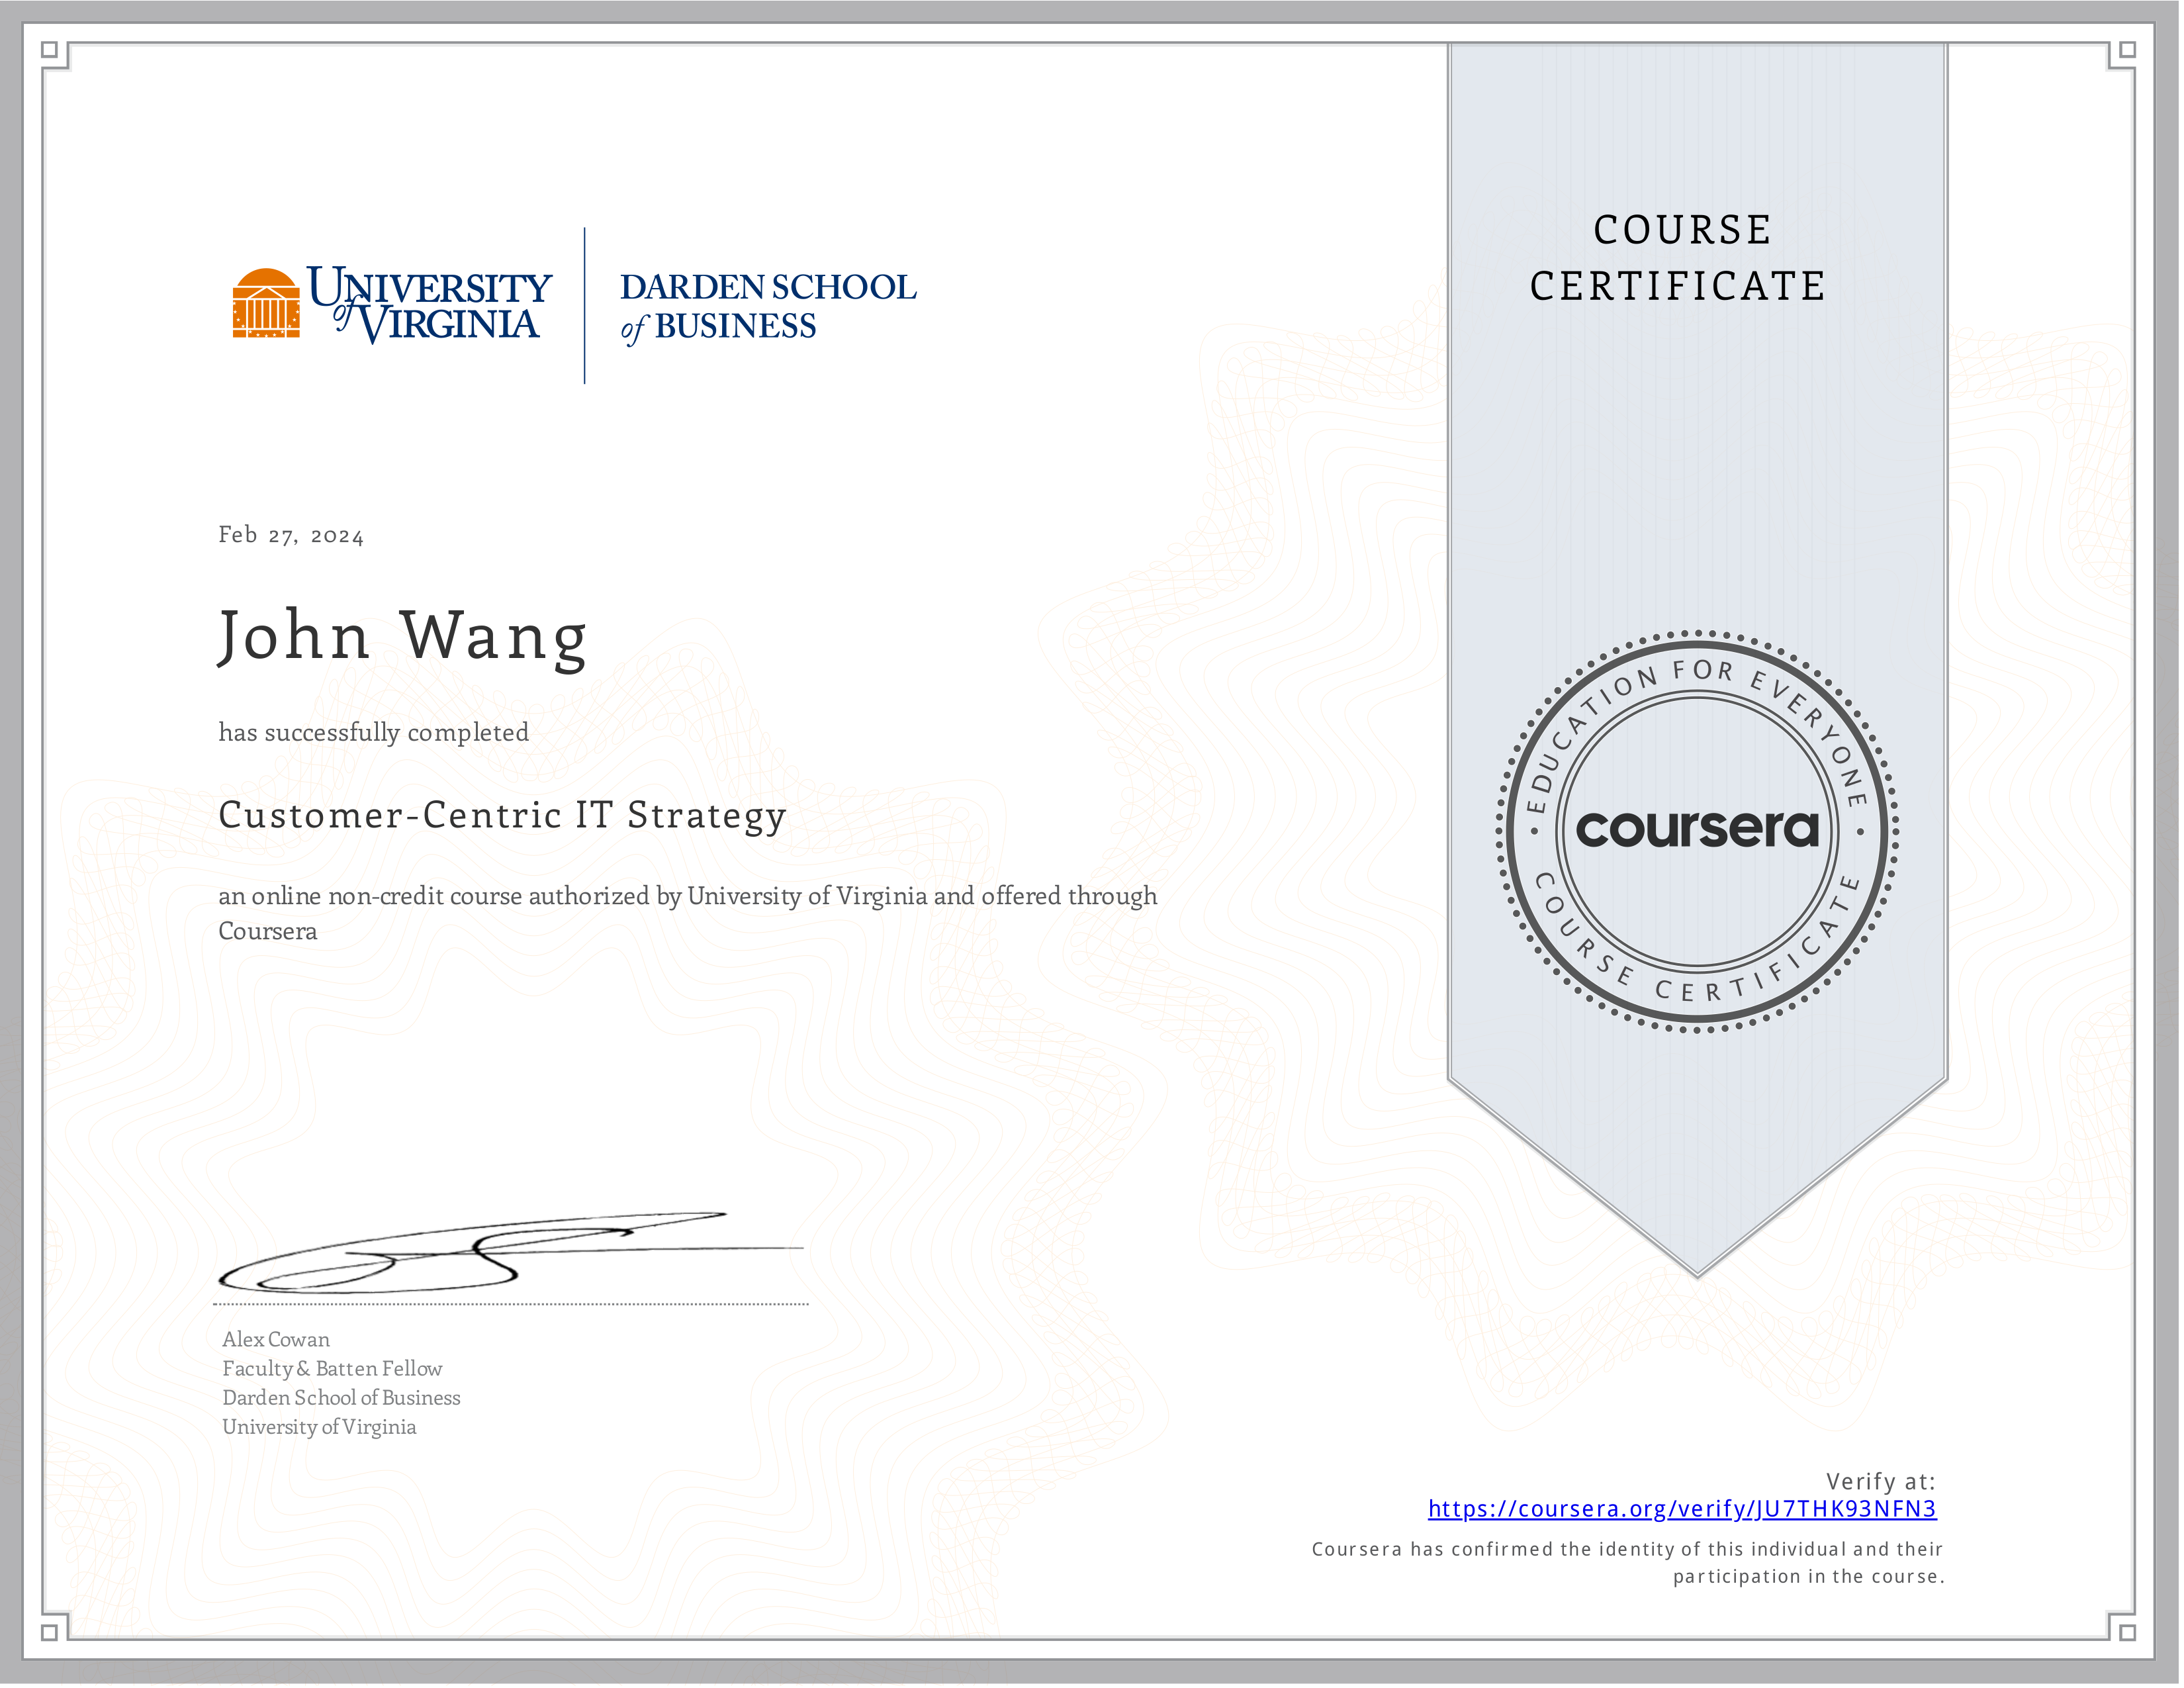 UNIVERSITY
of VIRGINIA
DARDEN SCHOOL
of BUSINESS
COURSE
CERTIFICATE
Feb 27, 2024
John Wang
has successfully completed
Customer-Centric IT Strategy
an online non-credit course authorized by University of Virginia and offered through
Coursera
EDUCATION FOR EVERYONE
coursera
COURSE CERTIFICATE
Alex Cowan
Faculty & Batten Fellow
Darden School of Business
University of Virginia
Verify at:
https://coursera.org/verify/JU7THK93NFN3
Coursera has confirmed the identity of this individual and their
participation in the course.